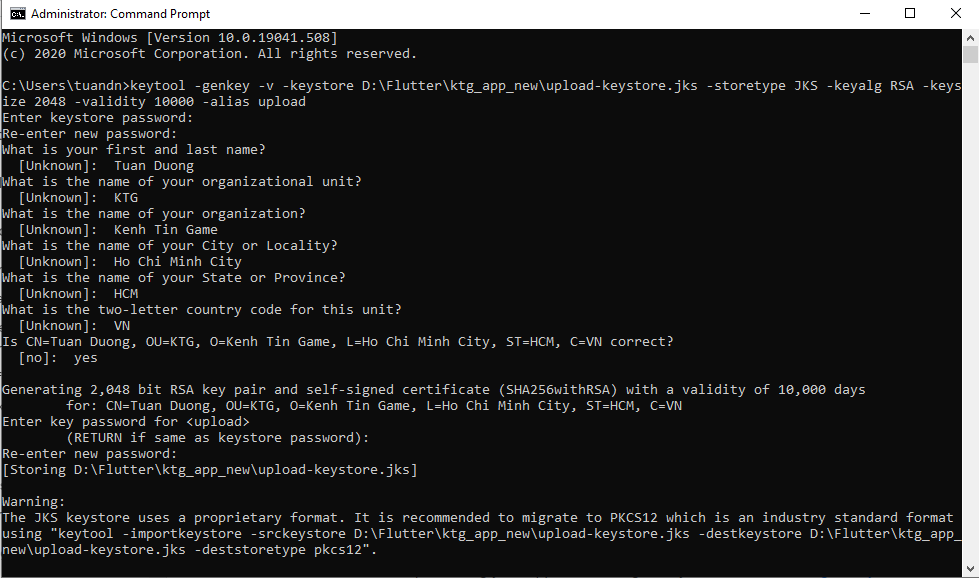 Administrator: Command Prompt
Microsoft Windows [Version 10.0.19041.508]
(c) 2020 Microsoft Corporation. All rights reserved.
C:\Users\tuandn>keytool -genkey -v -keystore D:\Flutter\ktg_app_new\upload-keystore.jks -storetype JKS -keyalg RSA -keys
ize 2048 -validity 10000 -alias upload
Enter keystore password:
Re-enter new password:
What is your first and last name?
  [Unknown]:  Tuan Duong
What is the name of your organizational unit?
  [Unknown]:  KTG
What is the name of your organization?
  [Unknown]:  Kenh Tin Game
What is the name of your City or Locality?
  [Unknown]:  Ho Chi Minh City
What is the name of your State or Province?
  [Unknown]:  HCM
What is the two-letter country code for this unit?
  [Unknown]:  VN
Is CN=Tuan Duong, OU=KTG, O=Kenh Tin Game, L=Ho Chi Minh City, ST=HCM, C=VN correct?
  [no]:  yes
Generating 2,048 bit RSA key pair and self-signed certificate (SHA256withRSA) with a validity of 10,000 days
        for: CN=Tuan Duong, OU=KTG, O=Kenh Tin Game, L=Ho Chi Minh City, ST=HCM, C=VN
Enter key password for <upload>
        (RETURN if same as keystore password):
Re-enter new password:
[Storing D:\Flutter\ktg_app_new\upload-keystore.jks]
Warning:
The JKS keystore uses a proprietary format. It is recommended to migrate to PKCS12 which is an industry standard format
using "keytool -importkeystore -srckeystore D:\Flutter\ktg_app_new\upload-keystore.jks -destkeystore D:\Flutter\ktg_app_
new\upload-keystore.jks -deststoretype pkcs12".